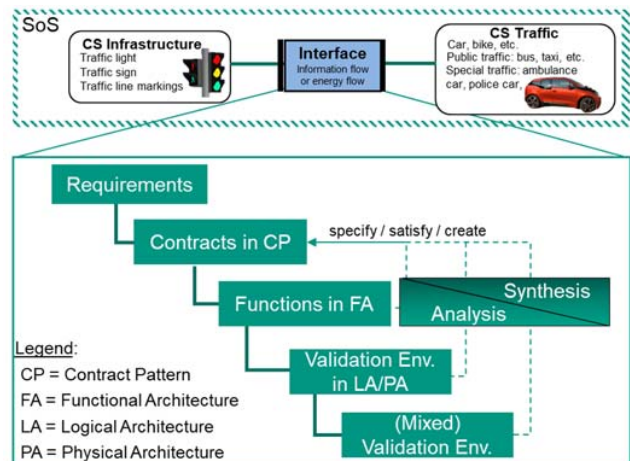 SoS
CS Infrastructure
Traffic light
Traffic sign
Traffic line markings
Interface
Information flow
or energy flow
CS Traffic
Car, bike, etc.
Public traffic: bus, taxi, etc.
Special traffic: ambulance
car, police car,
Requirements
Contracts in CP
specify / satisfy / create
Functions in FA
Synthesis
Analysis
Validation Env.
in LA/PA
(Mixed)
Validation Env.
Legend:
CP = Contract Pattern
FA = Functional Architecture
LA = Logical Architecture
PA = Physical Architecture